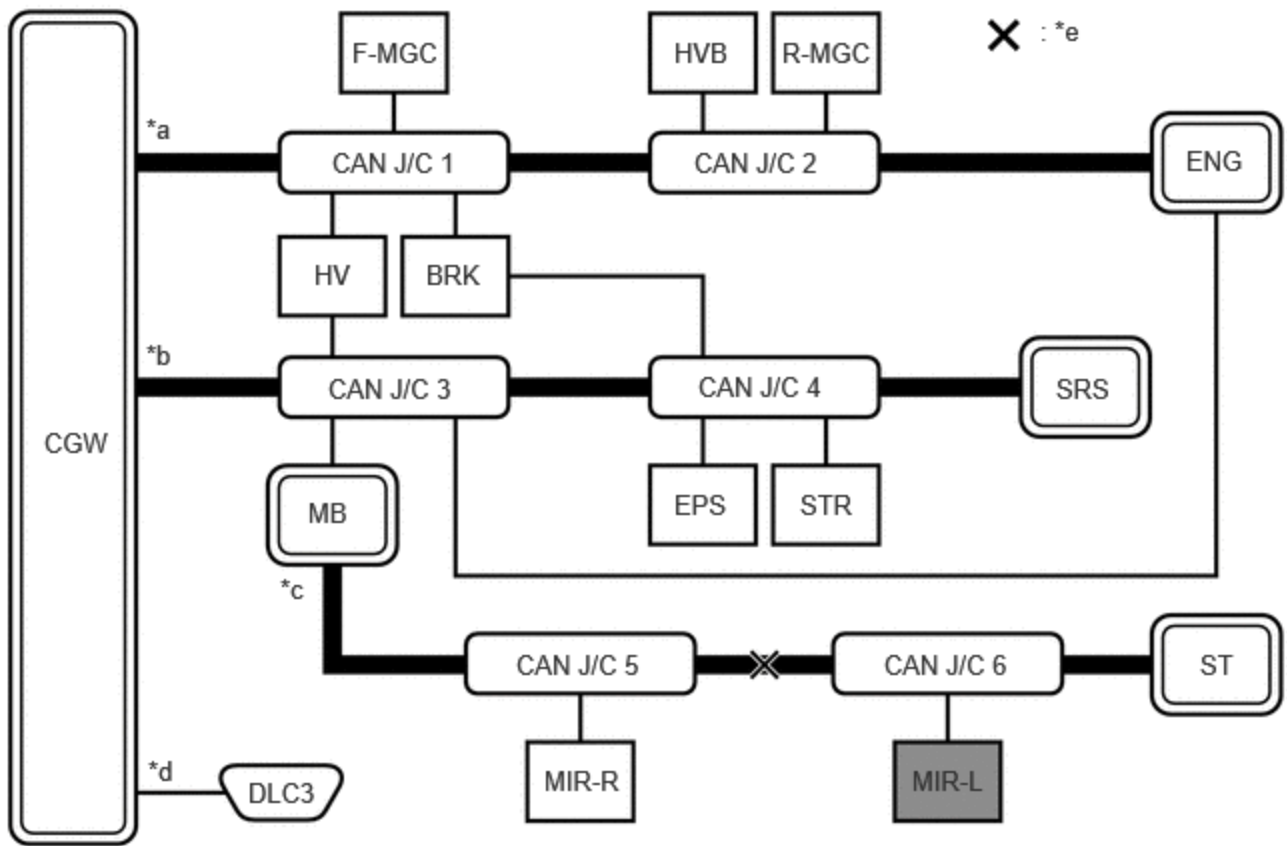 F-MGC
HVB
R-MGC
: *e
*a
CAN J/C 1
CAN J/C 2
ENG
HV
BRK
*b
CAN J/C 3
CAN J/C 4
SRS
CGW
MB
EPS
STR
*c
CAN J/C 5
CAN J/C 6
ST
*d
DLC3
MIR-R
MIR-L